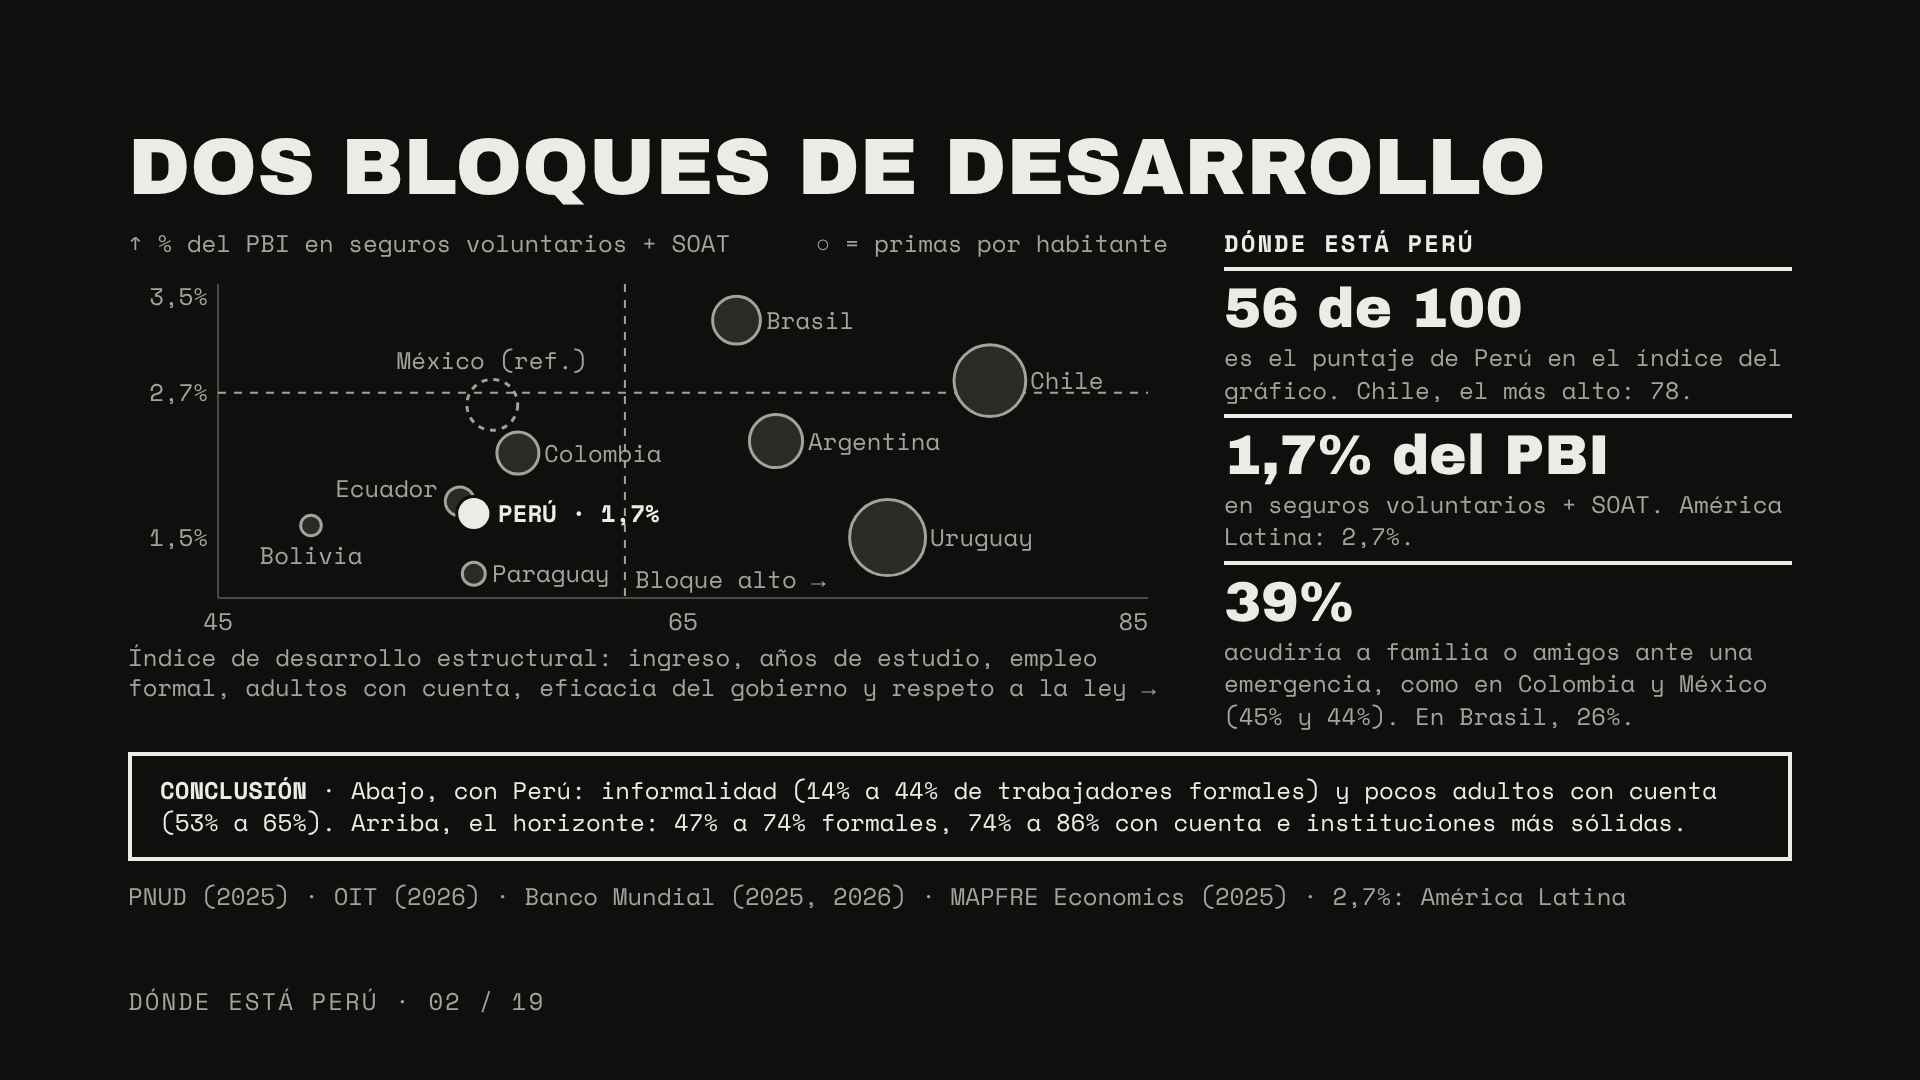 DOS BLOQUES DE DESARROLLO
↑ % del PBI en seguros voluntarios + SOAT
○ = primas por habitante
3,5%
2,7%
1,5%
Brasil
México (ref.)
Chile
Argentina
Colombia
Ecuador
PERÚ · 1,7%
Bolivia
Uruguay
Paraguay
Bloque alto →
45
65
85
Índice de desarrollo estructural: ingreso, años de estudio, empleo
formal, adultos con cuenta, eficacia del gobierno y respeto a la ley →
DÓNDE ESTÁ PERÚ
56 de 100
es el puntaje de Perú en el índice del
gráfico. Chile, el más alto: 78.
1,7% del PBI
en seguros voluntarios + SOAT. América
Latina: 2,7%.
39%
acudiría a familia o amigos ante una
emergencia, como en Colombia y México
(45% y 44%). En Brasil, 26%.
CONCLUSIÓN · Abajo, con Perú: informalidad (14% a 44% de trabajadores formales) y pocos adultos con cuenta
(53% a 65%). Arriba, el horizonte: 47% a 74% formales, 74% a 86% con cuenta e instituciones más sólidas.
PNUD (2025) · OIT (2026) · Banco Mundial (2025, 2026) · MAPFRE Economics (2025) · 2,7%: América Latina
DÓNDE ESTÁ PERÚ · 02 / 19